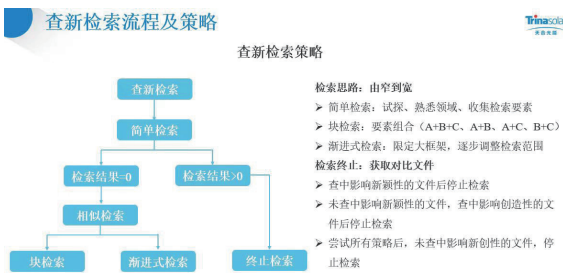 查新检索流程及策略
Trinasola
天合光能
查新检索策略
查新检索
简单检索
检索结果=0
检索结果>0
相似检索
块检索
渐进式检索
终止检索
检索思路：由窄到宽
➢ 简单检索：试探、熟悉领域、收集检索要素
➢ 块检索：要素组合（A+B+C、A+B、A+C、B+C）
➢ 渐进式检索：限定大框架，逐步调整检索范围
检索终止：获取对比文件
➢ 查中影响新颖性的文件后停止检索
➢ 未查中影响新颖性的文件，查中影响创造性的文
件后停止检索
➢ 尝试所有策略后，未查中影响新创性的文件，停
止检索